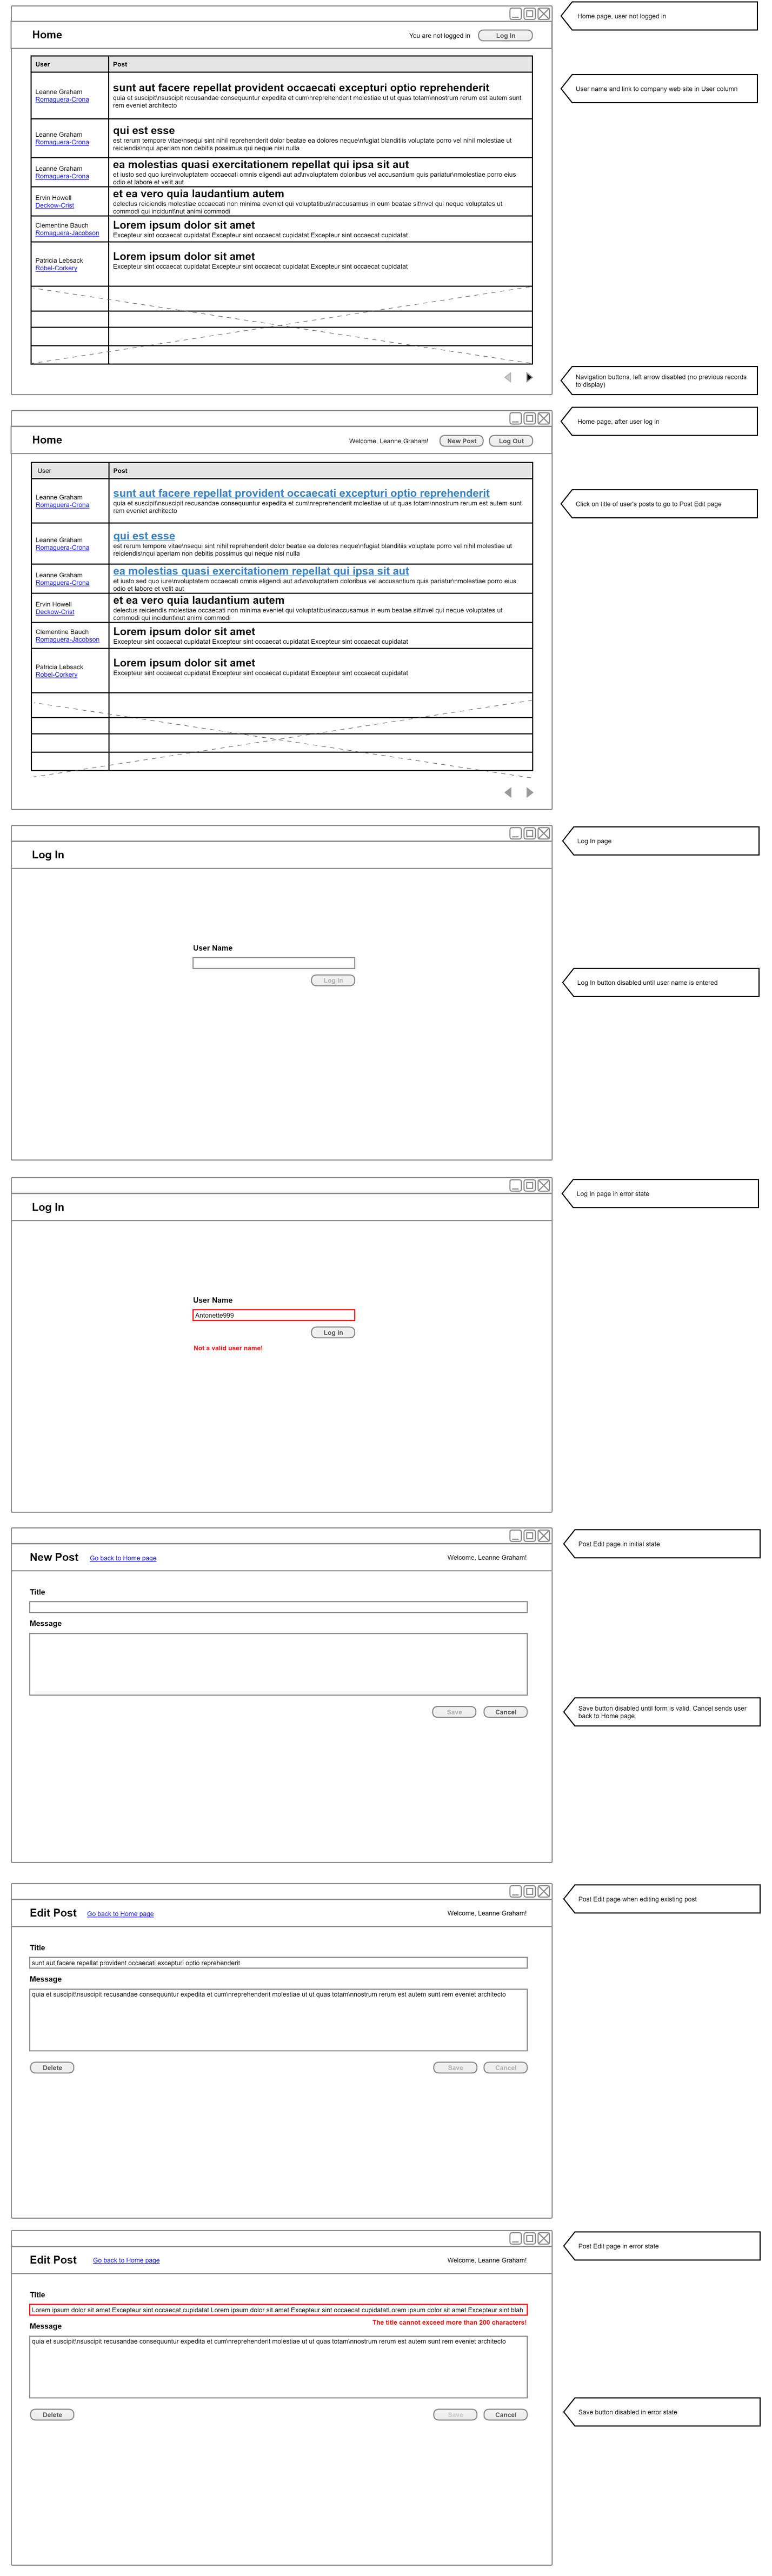 Home
You are not logged in
Log In
Home page, user not logged in
User
Post
Leanne Graham
Romaguera-Crona
sunt aut facere repellat provident occaecati excepturi optio reprehenderit
quia et suscipit\nsuscipit recusandae consequuntur expedita et cum\nreprehenderit molestiae ut ut quas totam\nnostrum rerum est autem sunt
rem eveniet architecto
User name and link to company web site in User column
Leanne Graham
Romaguera-Crona
qui est esse
est rerum tempore vitae\nsequi sint nihil reprehenderit dolor beatae ea dolores neque\nfugiat blanditiis voluptate porro vel nihil molestiae ut
reiciendis\nqui aperiam non debitis possimus qui neque nisi nulla
Leanne Graham
Romaguera-Crona
ea molestias quasi exercitationem repellat qui ipsa sit aut
et iusto sed quo iure\nvoluptatem occaecati omnis eligendi aut ad\nvoluptatem doloribus vel accusantium quis pariatur\nmolestiae porro eius
odio et labore et velit aut
Ervin Howell
Deckow-Crist
et ea vero quia laudantium autem
delectus reiciendis molestiae occaecati non minima eveniet qui voluptatibus\naccusamus in eum beatae sit\nvel qui neque voluptates ut
commodi qui incidunt\nut animi commodi
Clementine Bauch
Romaguera-Jacobson
Lorem ipsum dolor sit amet
Excepteur sint occaecat cupidatat Excepteur sint occaecat cupidatat Excepteur sint occaecat cupidatat
Patricia Lebsack
Robel-Corkery
Lorem ipsum dolor sit amet
Excepteur sint occaecat cupidatat Excepteur sint occaecat cupidatat Excepteur sint occaecat cupidatat
Navigation buttons, left arrow disabled (no previous records
to display)
Home
Welcome, Leanne Graham!
New Post
Log Out
Home page, after user log in
User
Post
Leanne Graham
Romaguera-Crona
sunt aut facere repellat provident occaecati excepturi optio reprehenderit
quia et suscipit\nsuscipit recusandae consequuntur expedita et cum\nreprehenderit molestiae ut ut quas totam\nnostrum rerum est autem sunt
rem eveniet architecto
Click on title of user's posts to go to Post Edit page
Leanne Graham
Romaguera-Crona
qui est esse
est rerum tempore vitae\nsequi sint nihil reprehenderit dolor beatae ea dolores neque\nfugiat blanditiis voluptate porro vel nihil molestiae ut
reiciendis\nqui aperiam non debitis possimus qui neque nisi nulla
Leanne Graham
Romaguera-Crona
ea molestias quasi exercitationem repellat qui ipsa sit aut
et iusto sed quo iure\nvoluptatem occaecati omnis eligendi aut ad\nvoluptatem doloribus vel accusantium quis pariatur\nmolestiae porro eius
odio et labore et velit aut
Ervin Howell
Deckow-Crist
et ea vero quia laudantium autem
delectus reiciendis molestiae occaecati non minima eveniet qui voluptatibus\naccusamus in eum beatae sit\nvel qui neque voluptates ut
commodi qui incidunt\nut animi commodi
Clementine Bauch
Romaguera-Jacobson
Lorem ipsum dolor sit amet
Excepteur sint occaecat cupidatat Excepteur sint occaecat cupidatat Excepteur sint occaecat cupidatat
Patricia Lebsack
Robel-Corkery
Lorem ipsum dolor sit amet
Excepteur sint occaecat cupidatat Excepteur sint occaecat cupidatat Excepteur sint occaecat cupidatat
Log In
Log In page
User Name
Log In
Log In button disabled until user name is entered
Log In
Log In page in error state
User Name
Antonette999
Log In
Not a valid user name!
New Post
Go back to Home page
Welcome, Leanne Graham!
Post Edit page in initial state
Title
Message
Save
Cancel
Save button disabled until form is valid, Cancel sends user
back to Home page
Edit Post
Go back to Home page
Welcome, Leanne Graham!
Post Edit page when editing existing post
Title
sunt aut facere repellat provident occaecati excepturi optio reprehenderit
Message
quia et suscipit\nsuscipit recusandae consequuntur expedita et cum\nreprehenderit molestiae ut ut quas totam\nnostrum rerum est autem sunt rem eveniet architecto
Delete
Save
Cancel
Edit Post
Go back to Home page
Welcome, Leanne Graham!
Post Edit page in error state
Title
Lorem ipsum dolor sit amet Excepteur sint occaecat cupidatat Lorem ipsum dolor sit amet Excepteur sint occaecat cupidatatLorem ipsum dolor sit amet Excepteur sint blah
The title cannot exceed more than 200 characters!
Message
quia et suscipit\nsuscipit recusandae consequuntur expedita et cum\nreprehenderit molestiae ut ut quas totam\nnostrum rerum est autem sunt rem eveniet architecto
Delete
Save
Cancel
Save button disabled in error state